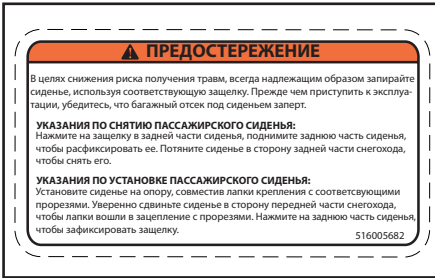 ПРЕДОСТЕРЕЖЕНИЕ
В целях снижения риска получения травм, всегда надлежащим образом запирайте
сиденье, используя соответствующую защелку. Прежде чем приступить к эксплуа-
тации, убедитесь, что багажный отсек под сиденьем заперт.
УКАЗАНИЯ ПО СНЯТИЮ ПАССАЖИРСКОГО СИДЕНЬЯ:
Нажмите на защелку в задней части сиденья, поднимите заднюю часть сиденья,
чтобы расфиксировать ее. Потяните сиденье в сторону задней части снегохода,
чтобы снять его.
УКАЗАНИЯ ПО УСТАНОВКЕ ПАССАЖИРСКОГО СИДЕНЬЯ:
Установите сиденье на опору, совместив лапки крепления с соответсвующими
прорезями. Уверенно сдвиньте сиденье в сторону передней части снегохода,
чтобы лапки вошли в зацепление с прорезями. Нажмите на заднюю часть сиденья,
чтобы зафиксировать защелку.
516005682